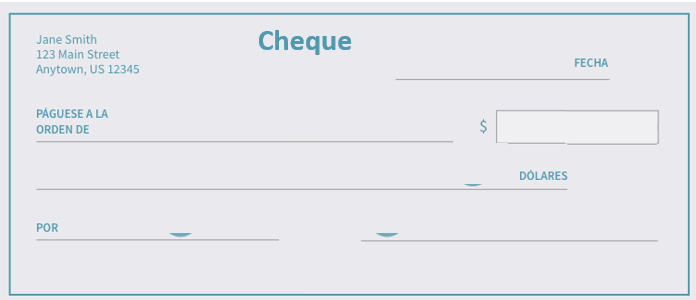 Jane Smith
123 Main Street
Anytown, US 12345
Cheque
FECHA
PÁGUESE A LA
ORDEN DE
$
DÓLARES
POR